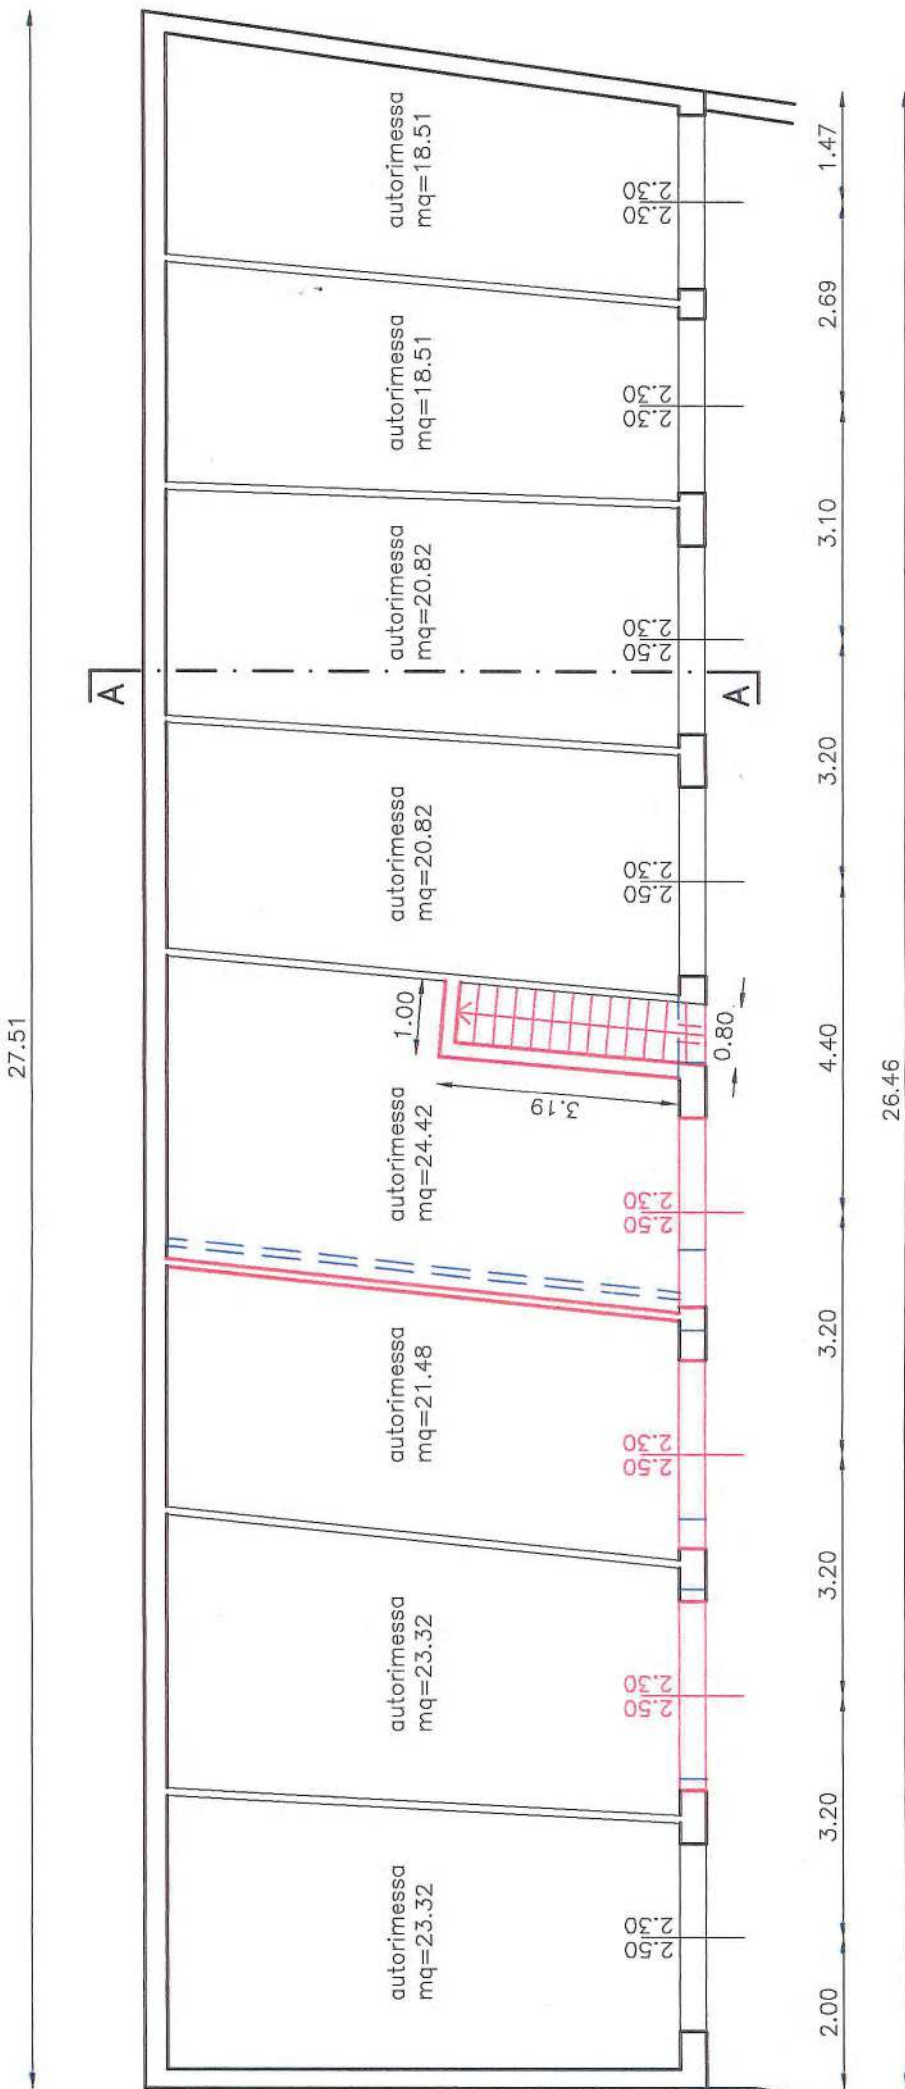 27.51
autorimessa
mq=18.51
2.30
2.30
1.47
autorimessa
mq=18.51
2.30
2.30
2.69
autorimessa
mq=20.82
2.30
2.50
3.10
A
A
autorimessa
mq=20.82
2.30
2.50
3.20
1.00
3.19
0.80
autorimessa
mq=24.42
2.30
2.50
4.40
autorimessa
mq=21.48
2.30
2.50
3.20
autorimessa
mq=23.32
2.30
2.50
3.20
autorimessa
mq=23.32
2.30
2.50
3.20
2.00
26.46